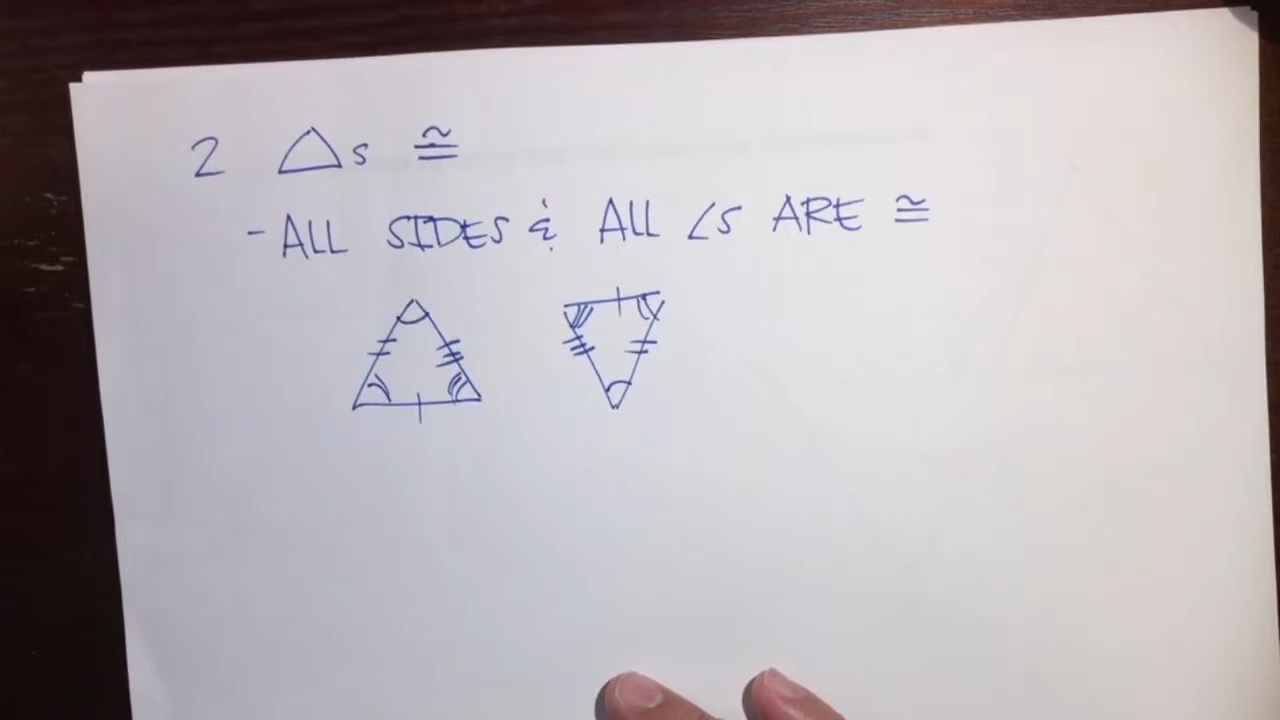 2 △s ≅
- ALL SIDES & ALL ∠S ARE ≅